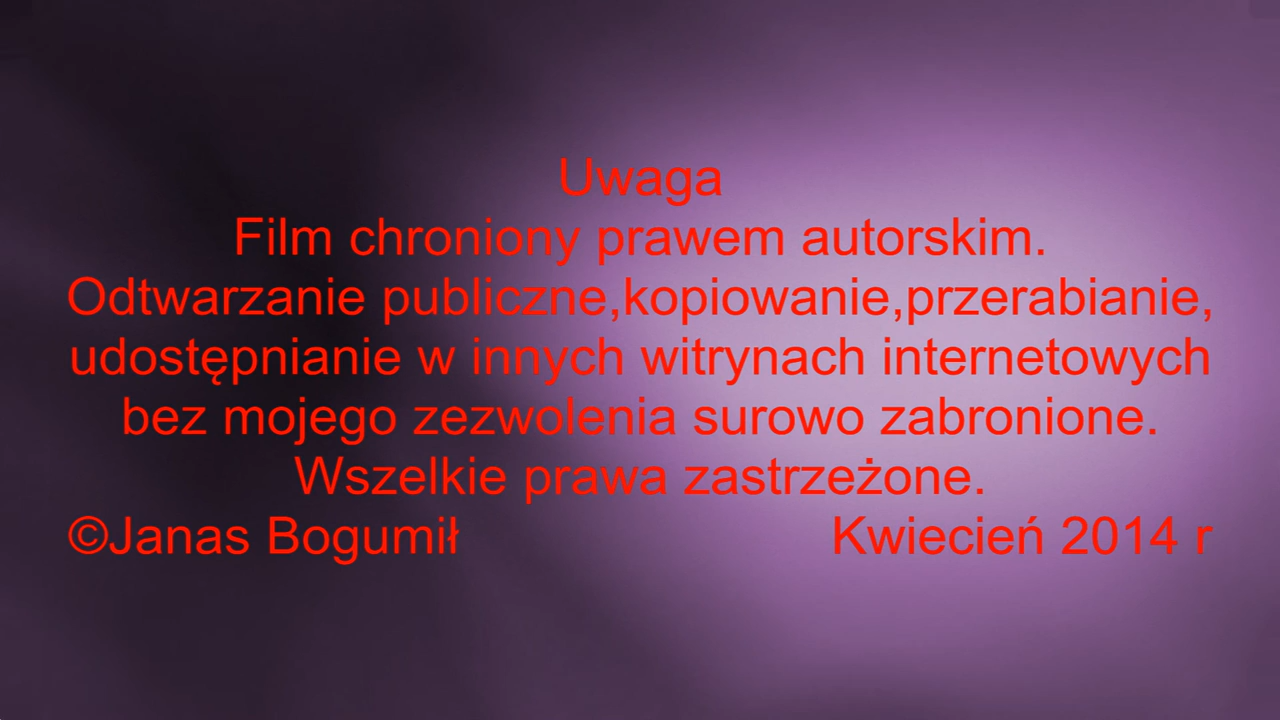 Uwaga
Film chroniony prawem autorskim.
Odtwarzanie publiczne,kopiowanie,przerabianie,
udostępnianie w innych witrynach internetowych
bez mojego zezwolenia surowo zabronione.
Wszelkie prawa zastrzeżone.
©Janas Bogumił Kwiecień 2014 r